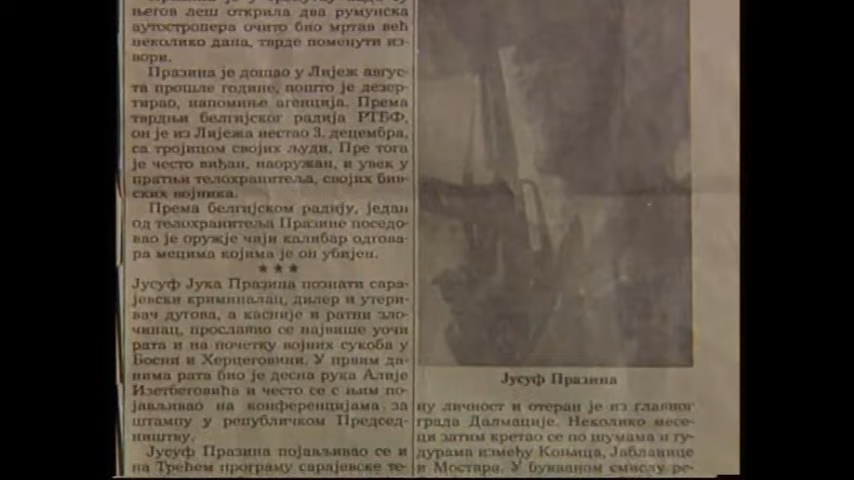 његов леш открила два румунска
аутостопера очито био мртав већ
неколико дана, тврде поменути из-
вори.
Празина је дошао у Лијеж авгус-
та прошле године, пошто је дезер-
тирао, напомиње агенција. Према
тврдњи белгијског радија РТБФ,
он је из Лијежа нестао 3. децембра,
са тројицом својих људи. Пре тога
је често виђан, наоружан, и увек у
пратњи телохранитеља, својих бив-
ских војника.
Према белгијском радију, један
од телохранитеља Празине поседо-
вао је оружје чији калибар одгова-
ра мецима којима је он убијен.
★★★
Јусуф Јука Празина познати сара-
јевски криминалац, дилер и утери-
вач дугова, а касније и ратни зло-
чинац, прославио се највише уочи
рата и на почетку војних сукоба у
Босни и Херцеговини. У првим да-
нима рата био је десна рука Алије
Изетбеговића и често се с њим по-
јављивао на конференцијама за
штампу у републичком Председ-
ништву.
Јусуф Празина појављивао се и
на Трећем програму сарајевске те-
Јусуф Празина
ну личност и отеран је из главног
града Далмације. Неколико месе-
ци затим кретао се по шумама и гу-
дурама између Коњица, Јабланице
и Мостара. У буквалном смислу ре-